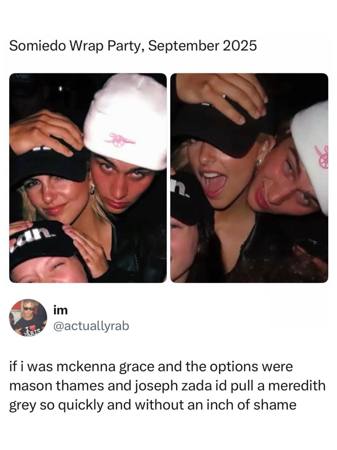 Somiedo Wrap Party, September 2025
im
@actuallyrab
if i was mckenna grace and the options were
mason thames and joseph zada id pull a meredith
grey so quickly and without an inch of shame